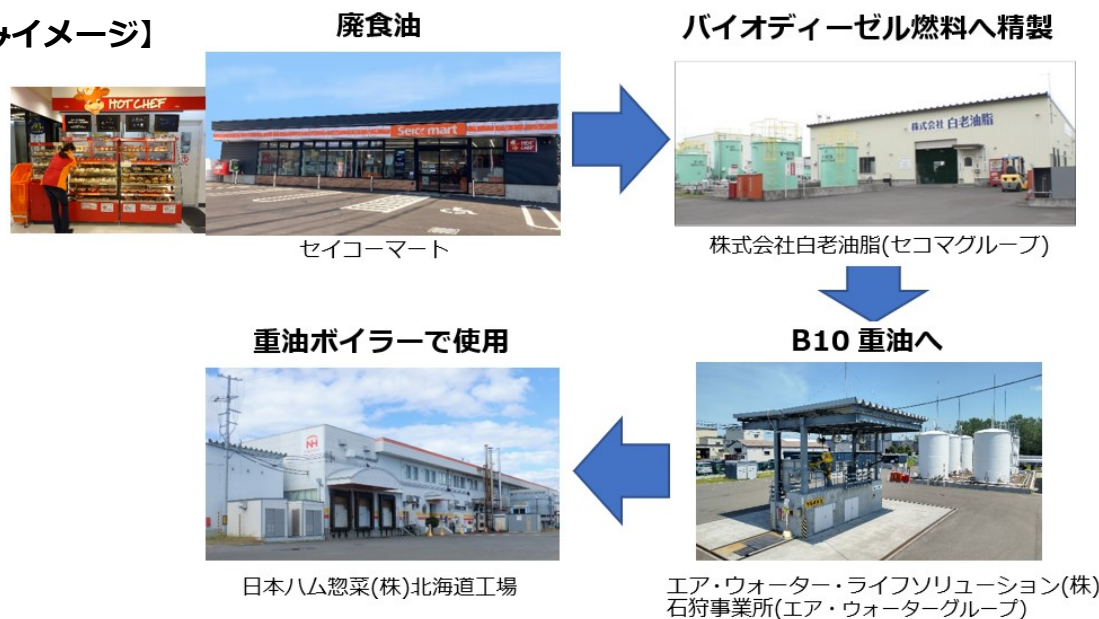 みイメージ】
廃食油
バイオディーゼル燃料へ精製
HOT CHEF
Seicomart
HOT CHEF
株式会社 白老油脂
セイコーマート
株式会社白老油脂(セコマグループ)
重油ボイラーで使用
B10 重油へ
NH
日本ハム惣菜(株)北海道工場
エア・ウォーター・ライフソリューション(株)
石狩事業所(エア・ウォーターグループ)